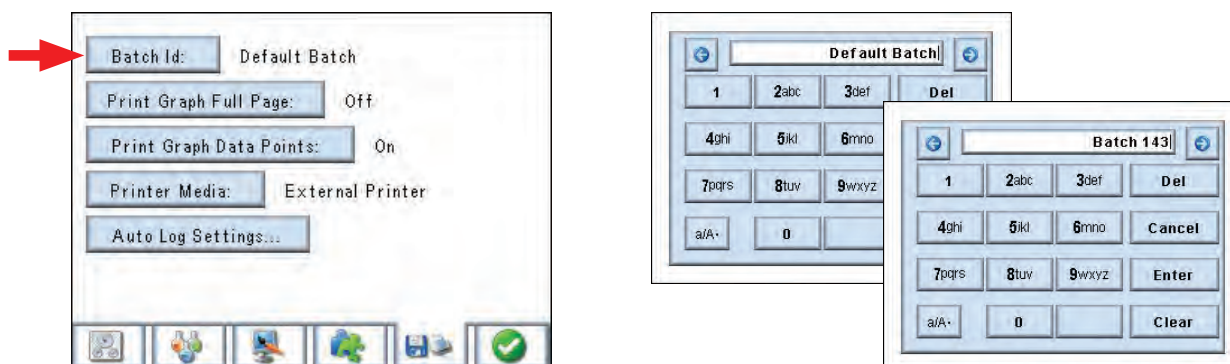 Batch Id: Default Batch
Print Graph Full Page: Off
Print Graph Data Points: On
Printer Media: External Printer
Auto Log Settings...
Default Batch
1 2abc 3def Del
4ghi 5jkl 6mno
7pqrs 8tuv 9wxyz
a/A· 0
Batch 143
1 2abc 3def Del
4ghi 5jkl 6mno Cancel
7pqrs 8tuv 9wxyz Enter
a/A· 0 Clear